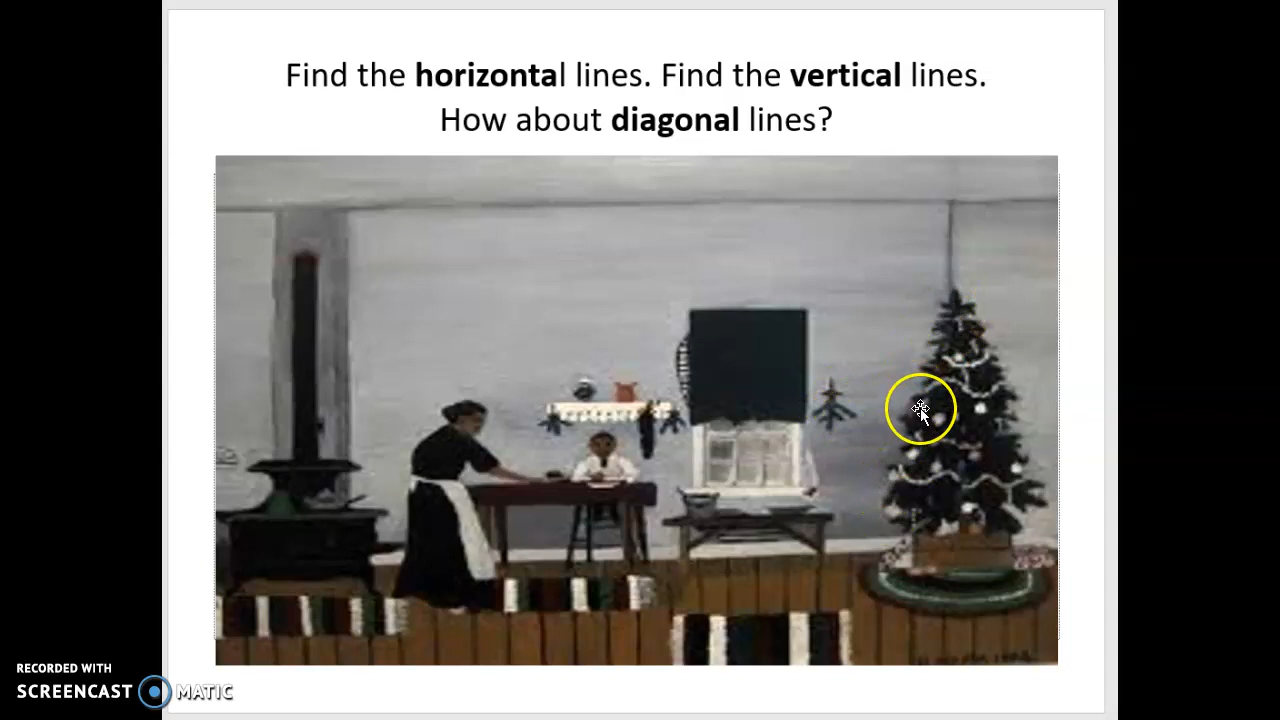 Find the horizontal lines. Find the vertical lines.
How about diagonal lines?
RECORDED WITH
SCREENCAST MATIC